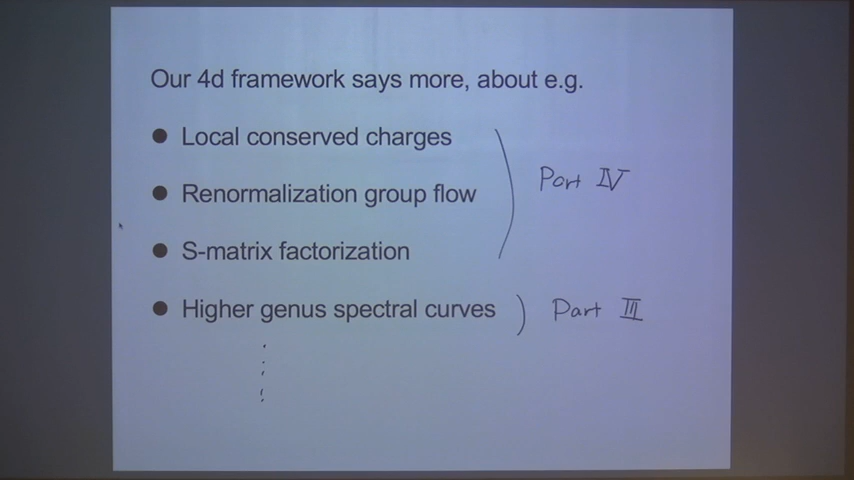 Our 4d framework says more, about e.g.
● Local conserved charges
● Renormalization group flow
Part IV
● S-matrix factorization
● Higher genus spectral curves
Part III